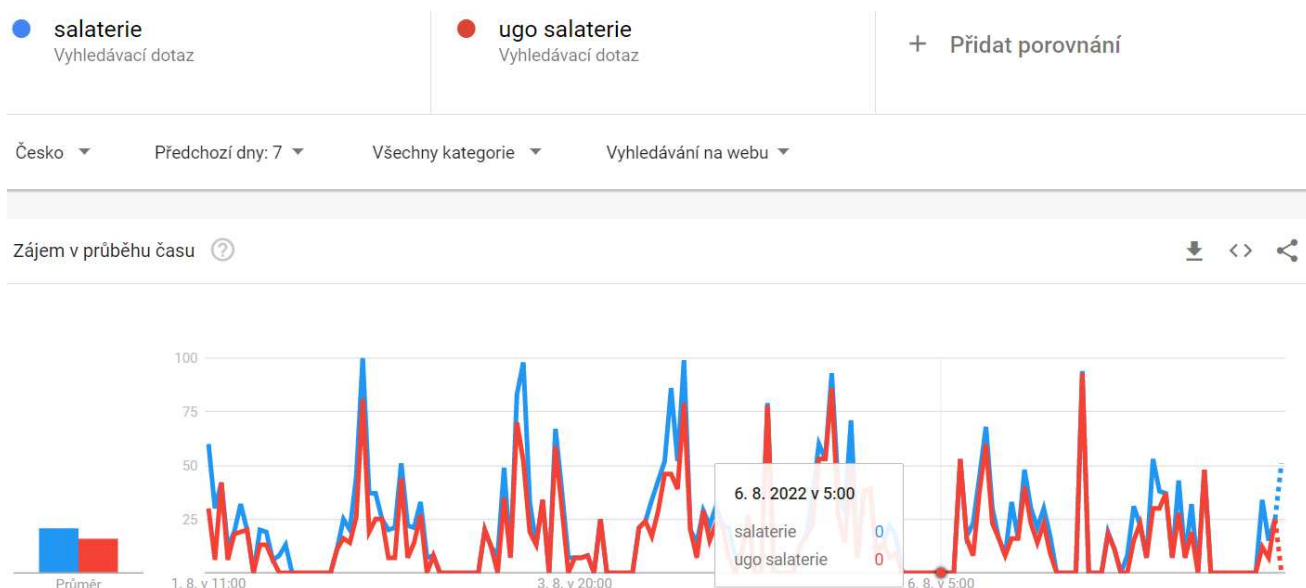 salaterie
Vyhledávací dotaz
ugo salaterie
Vyhledávací dotaz
+ Přidat porovnání
Česko
Předchozí dny: 7
Všechny kategorie
Vyhledávání na webu
Zájem v průběhu času ?
100
75
50
25
6. 8. 2022 v 5:00
salaterie 0
ugo salaterie 0
Průměr
1. 8. v 11:00
3. 8. v 20:00
6. 8. v 5:00